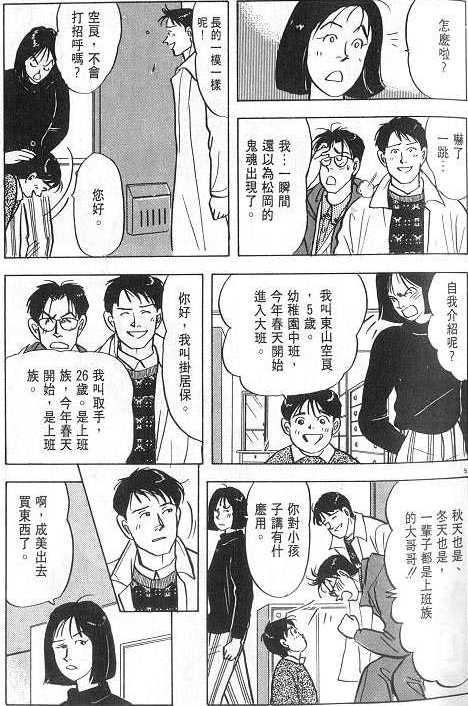 怎麼啦？
長的一模一樣
呢！
空良，不會
打招呼嗎？
您好。
嚇了
一跳…
我…一瞬間
還以為松岡的
鬼魂出現了。
自我介紹呢？
我叫東山空良
，5歲。
幼稚園中班，
今年春天開始
進入大班。
你好，我叫掛居保。
我叫取手，
26歲。是上班
族，今年春天
開始，是上班
族。
秋天也是、
冬天也是，
一輩子都是上班族
的大哥哥!!
你對小孩
子講有什
麼用。
啊，成美出去
買東西了。
5